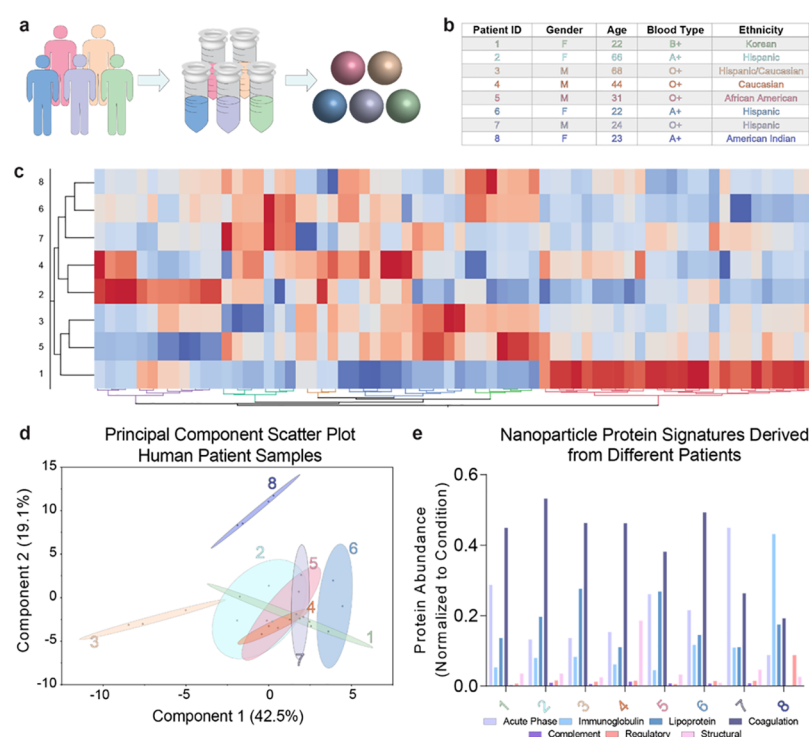 a
b
Patient ID Gender Age Blood Type Ethnicity
1 F 22 B+ Korean
2 F 66 A+ Hispanic
3 M 68 O+ Hispanic/Caucasian
4 M 44 O+ Caucasian
5 M 31 O+ African American
6 F 22 A+ Hispanic
7 M 24 O+ Hispanic
8 F 23 A+ American Indian
c
8
6
7
4
2
3
5
1
d
Principal Component Scatter Plot
Human Patient Samples
Component 2 (19.1%)
15
10
5
0
-5
-10
8
6
2
5
4
3
1
7
-10 -5 0 5
Component 1 (42.5%)
e
Nanoparticle Protein Signatures Derived
from Different Patients
Protein Abundance
(Normalized to Condition)
0.6
0.4
0.2
0.0
1 2 3 4 5 6 7 8
Acute Phase Immunoglobulin Lipoprotein Coagulation
Complement Regulatory Structural